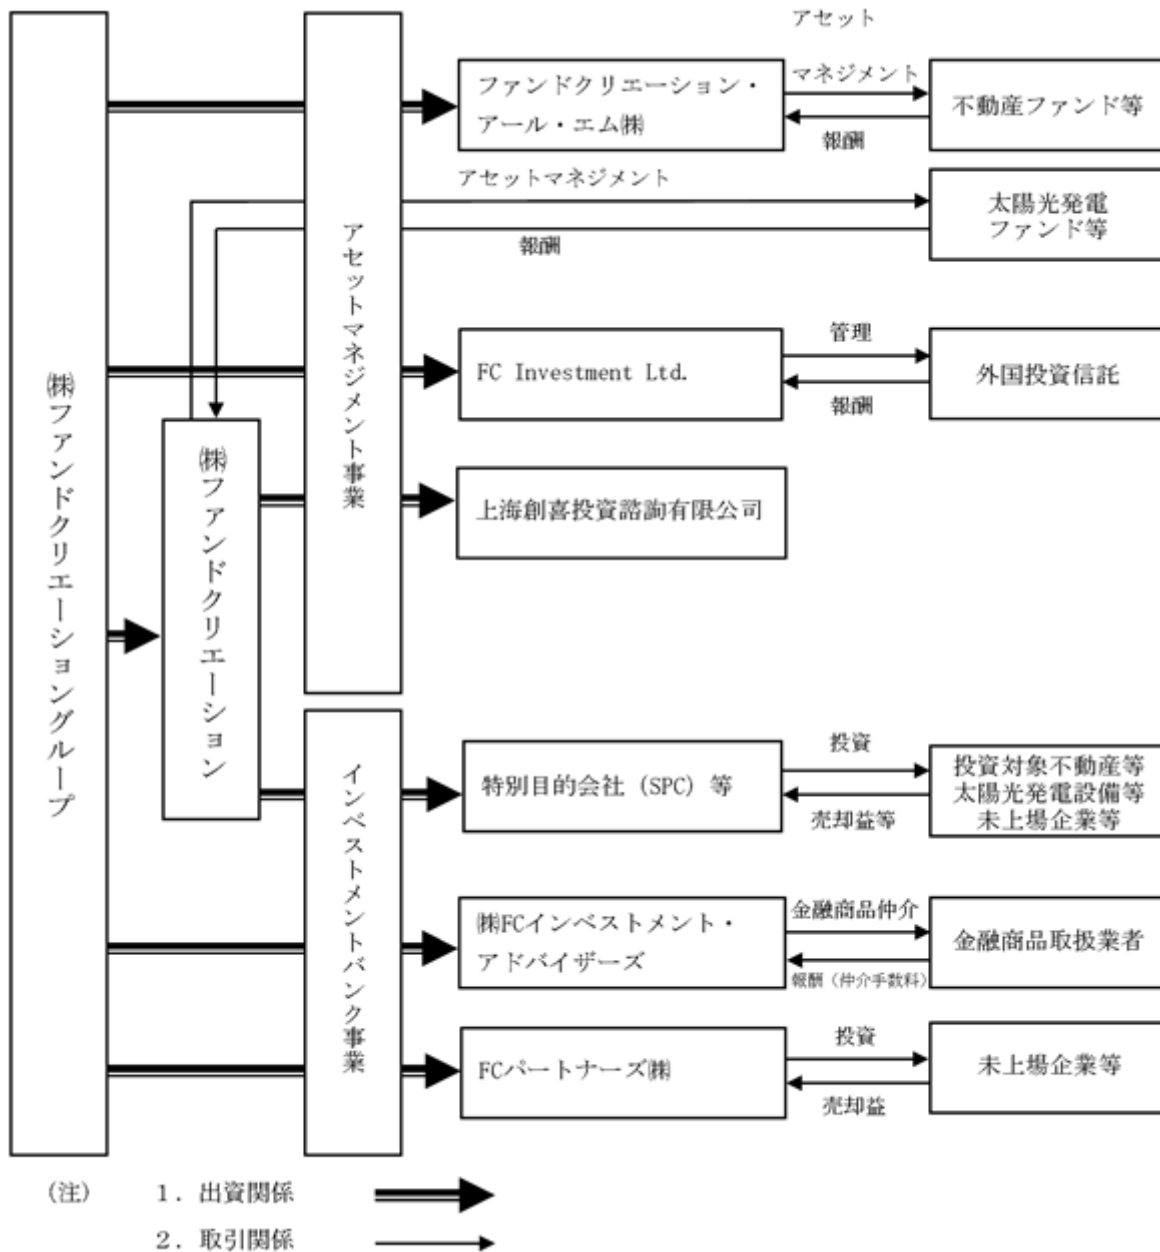 アセット
ファンドクリエーション・
アール・エム㈱
マネジメント
報酬
不動産ファンド等
アセットマネジメント
報酬
太陽光発電
ファンド等
㈱ファンドクリエーショングループ
㈱ファンドクリエーション
アセットマネジメント事業
FC Investment Ltd.
管理
報酬
外国投資信託
上海創喜投資諮詢有限公司
インベストメントバンク事業
特別目的会社（SPC）等
投資
売却益等
投資対象不動産等
太陽光発電設備等
未上場企業等
㈱FCインベストメント・
アドバイザーズ
金融商品仲介
報酬（仲介手数料）
金融商品取扱業者
FCパートナーズ㈱
投資
売却益
未上場企業等
（注）　１．出資関係
２．取引関係